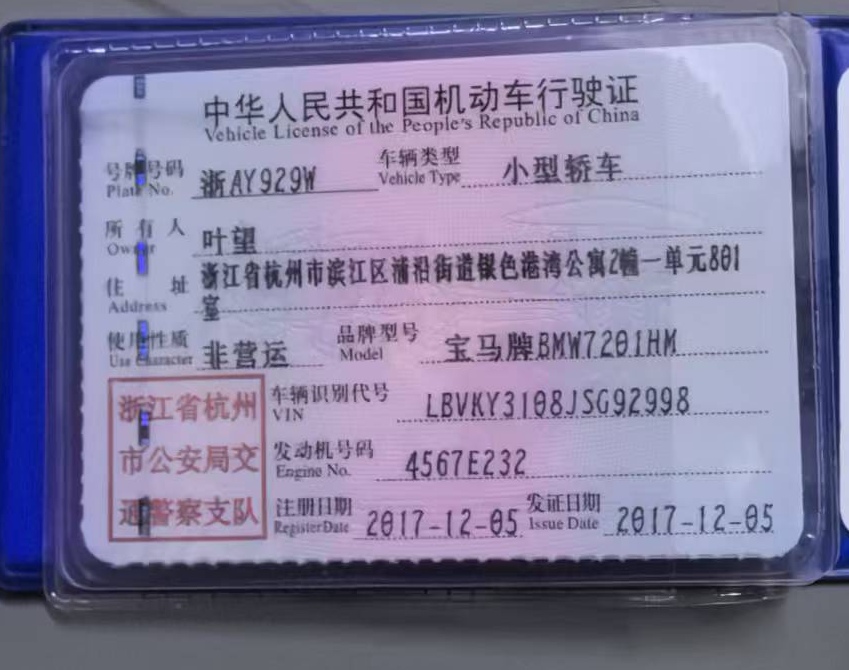 中华人民共和国机动车行驶证
Vehicle License of the People's Republic of China
号牌号码 浙AY929W 车辆类型 小型轿车
Plate No. Vehicle Type
所有人 叶望
Owner
住址 浙江省杭州市滨江区浦沿街道银色港湾公寓2幢一单元801
Address 室
使用性质 非营运 品牌型号 宝马牌BMW7201HM
Use Character Model
浙江省杭州
市公安局交
通警察支队
车辆识别代号 LBVKY3108JSG92998
VIN
发动机号码 4567E232
Engine No.
注册日期 2017-12-05 发证日期 2017-12-05
Register Date Issue Date